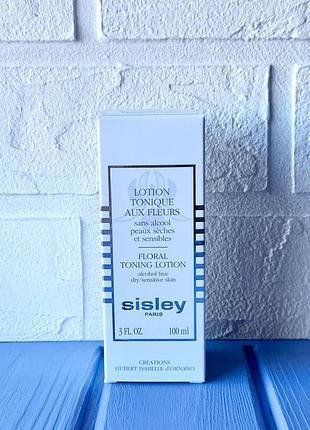 LOTION
TONIQUE
AUX FLEURS
sans alcool
peaux sèches
et sensibles
FLORAL
TONING LOTION
alcohol free
dry/sensitive skin
sisley
PARIS
3 FL. OZ. 100 ml
CREATIONS
HUBERT ISABELLE d'ORNANO